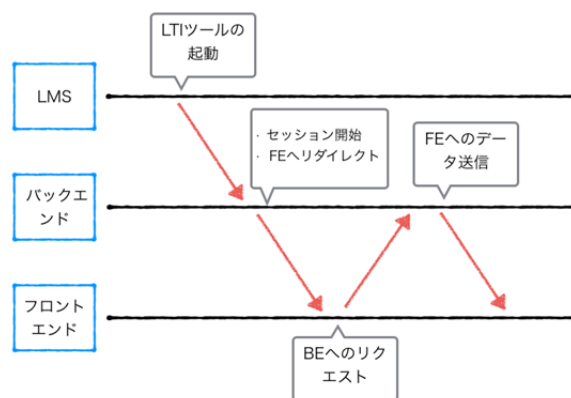 LTIツールの
起動
LMS
・ セッション開始
・ FEへリダイレクト
FEへのデー
タ送信
バックエ
ンド
フロント
エンド
BEへのリク
エスト